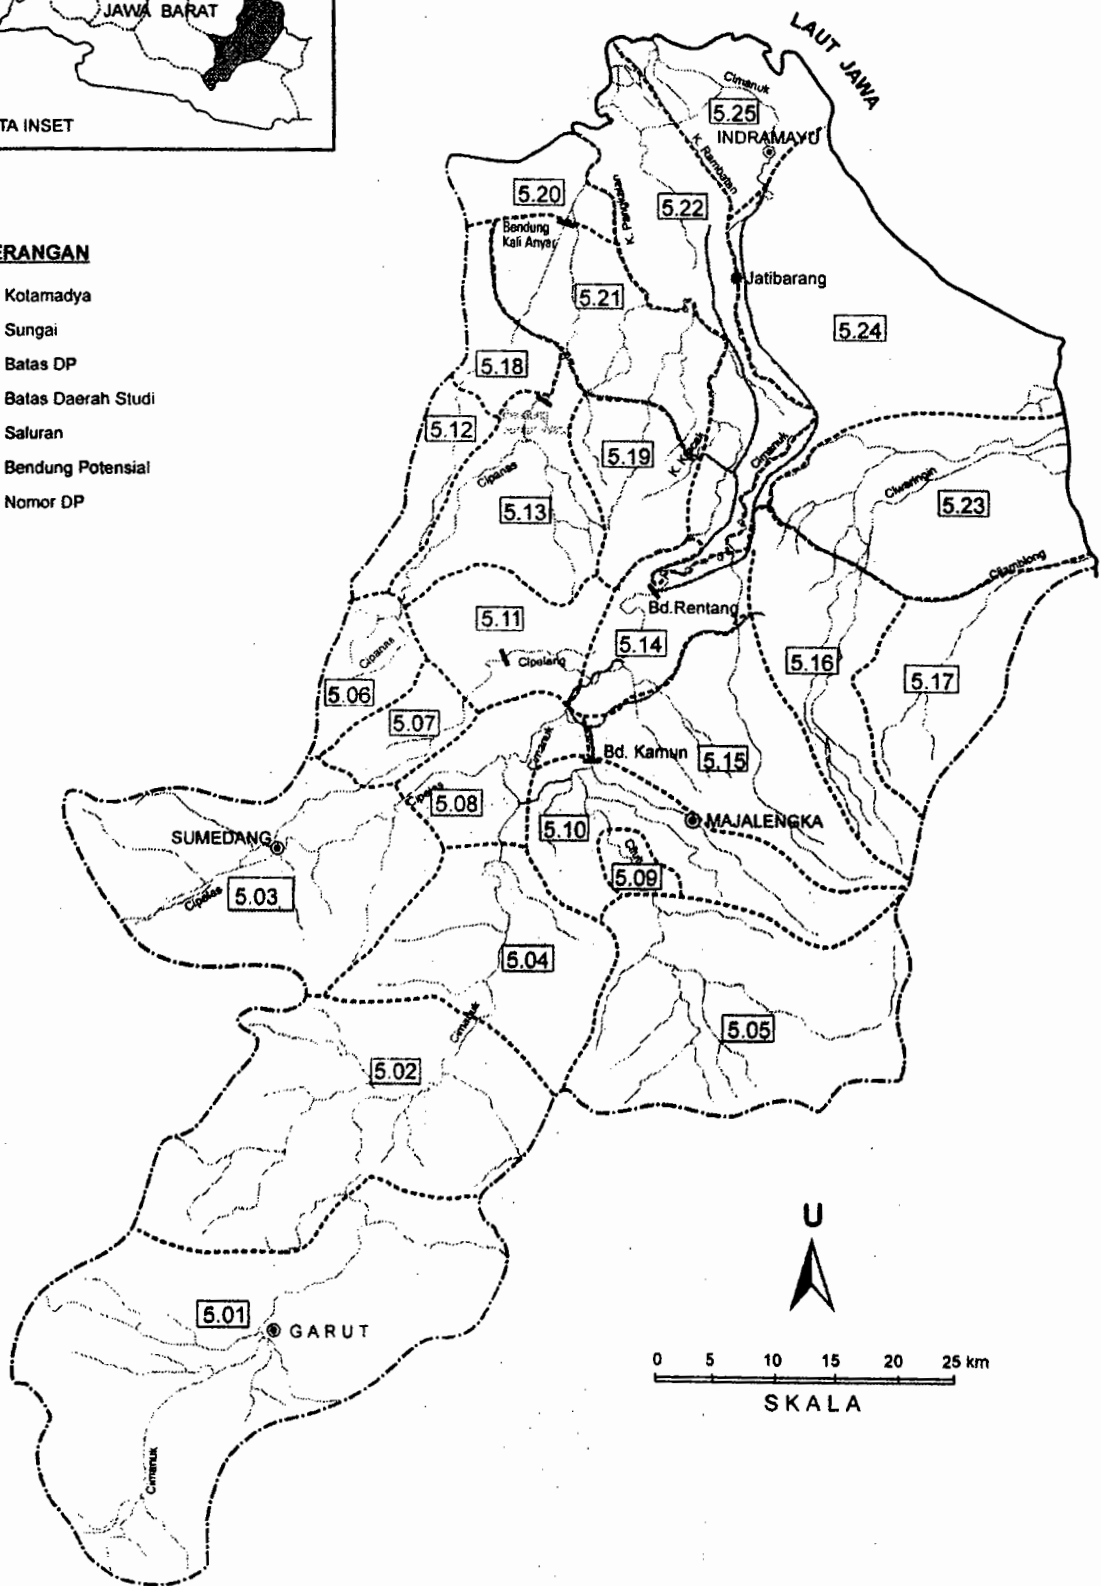 JAWA BARAT
TA INSET
ERANGAN
Kotamadya
Sungai
Batas DP
Batas Daerah Studi
Saluran
Bendung Potensial
Nomor DP
LAUT JAWA
Cimanuk
5.25
INDRAMAYU
K. Rambatan
5.20
K. Pangkalan
5.22
Bendung
Kali Anyar
Jatibarang
5.21
5.24
5.18
5.12
5.19
K.
Cimanuk
Cipanas
5.13
Ciwaringin
5.23
Cijamblong
5.11
Bd.Rentang
5.14
Cipanas
Cipelang
5.16
5.17
5.06
5.07
Cimanuk
Bd. Kamun
5.15
Cipeles
5.08
SUMEDANG
5.10
MAJALENGKA
5.09
Cipeles
5.03
5.04
Cimanuk
5.05
5.02
U
5.01
GARUT
0 5 10 15 20 25 km
SKALA
Cimanuk